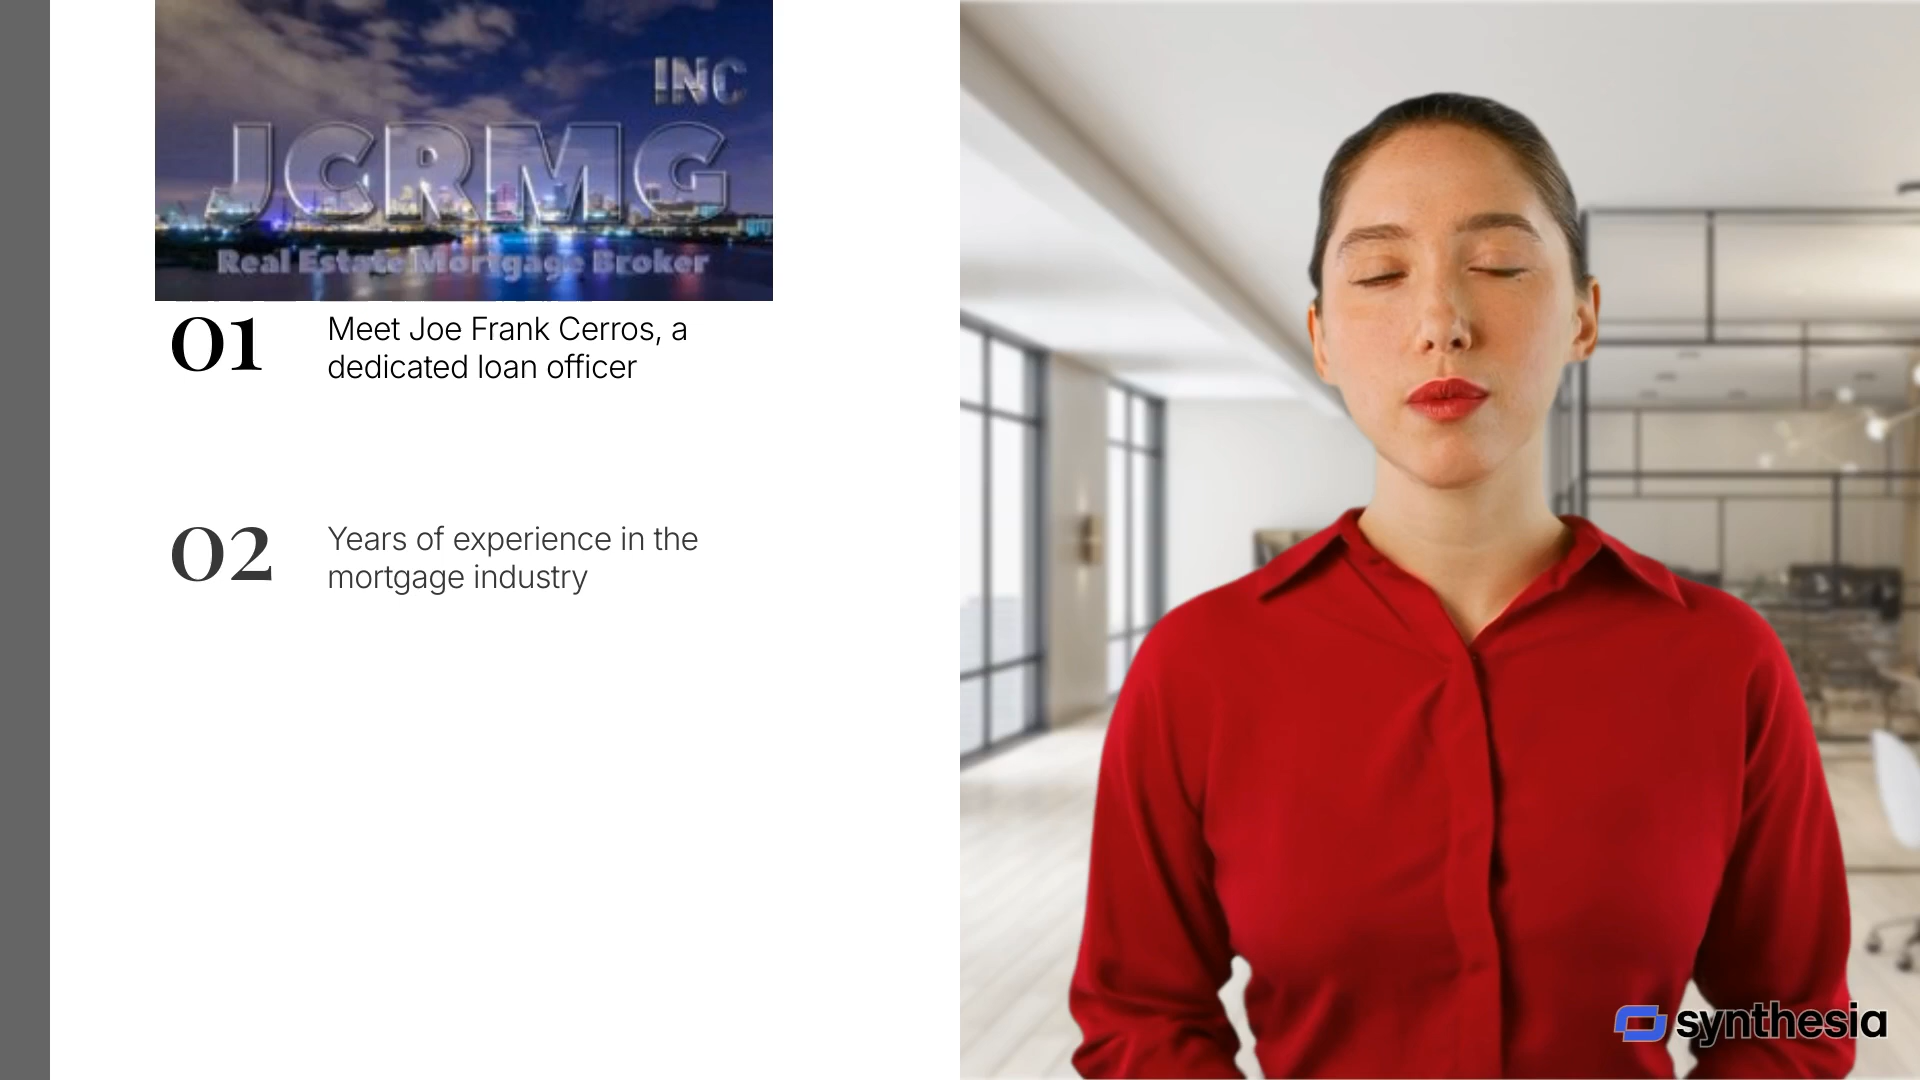 INC
JCRMG
Real Estate Mortgage Broker
01
Meet Joe Frank Cerros, a
dedicated loan officer
02
Years of experience in the
mortgage industry
synthesia